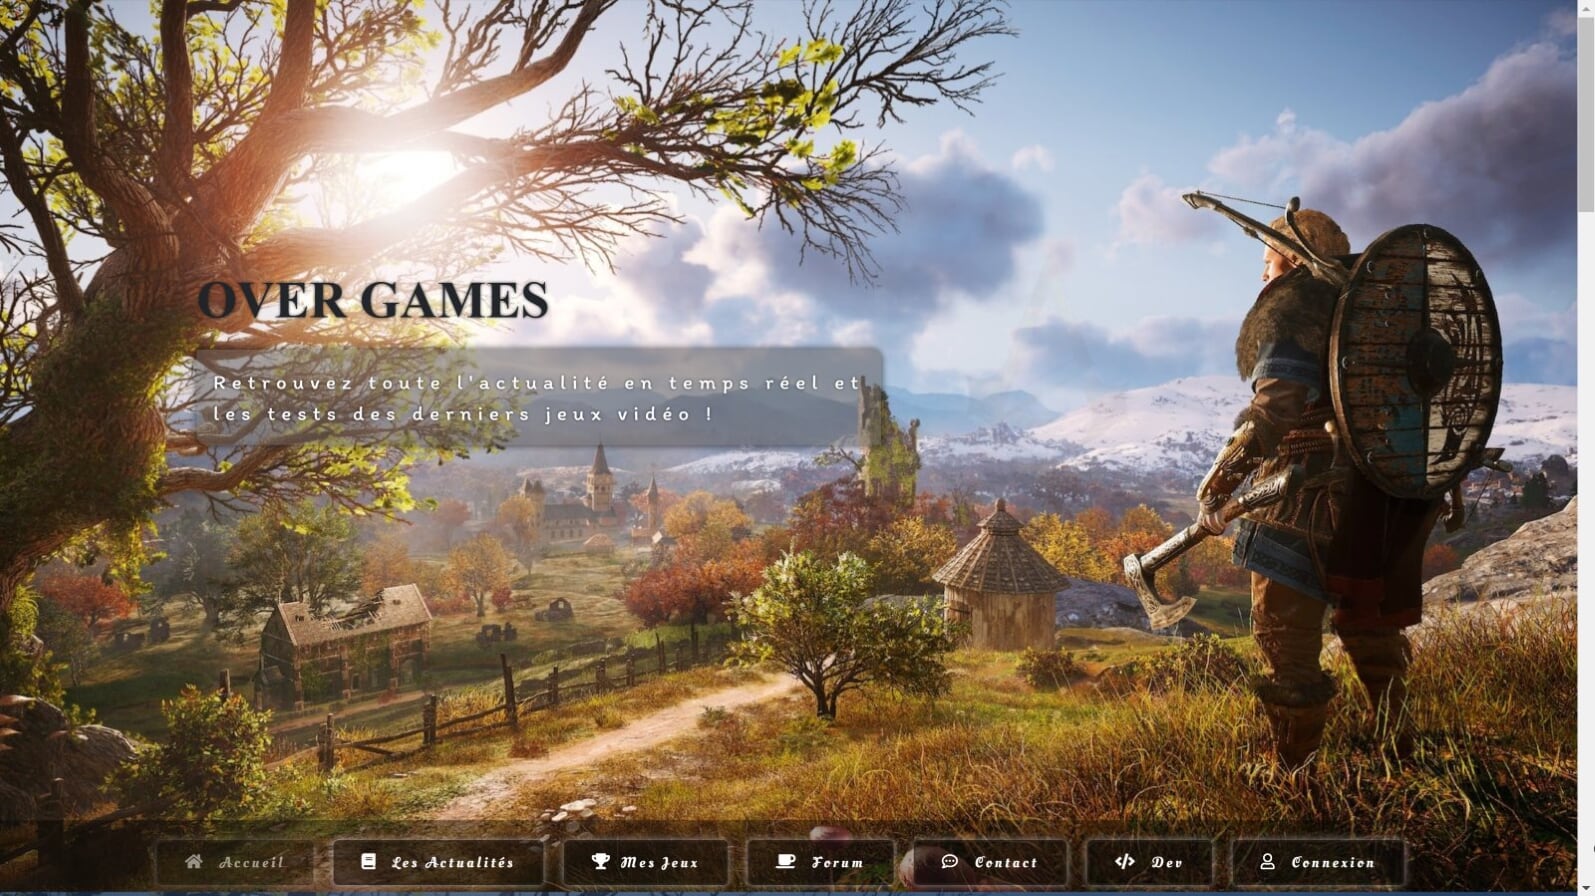 OVER GAMES
Retrouvez toute l'actualité en temps réel et
les tests des derniers jeux vidéo !
Accueil Les Actualités Mes Jeux Forum Contact Dev Connexion